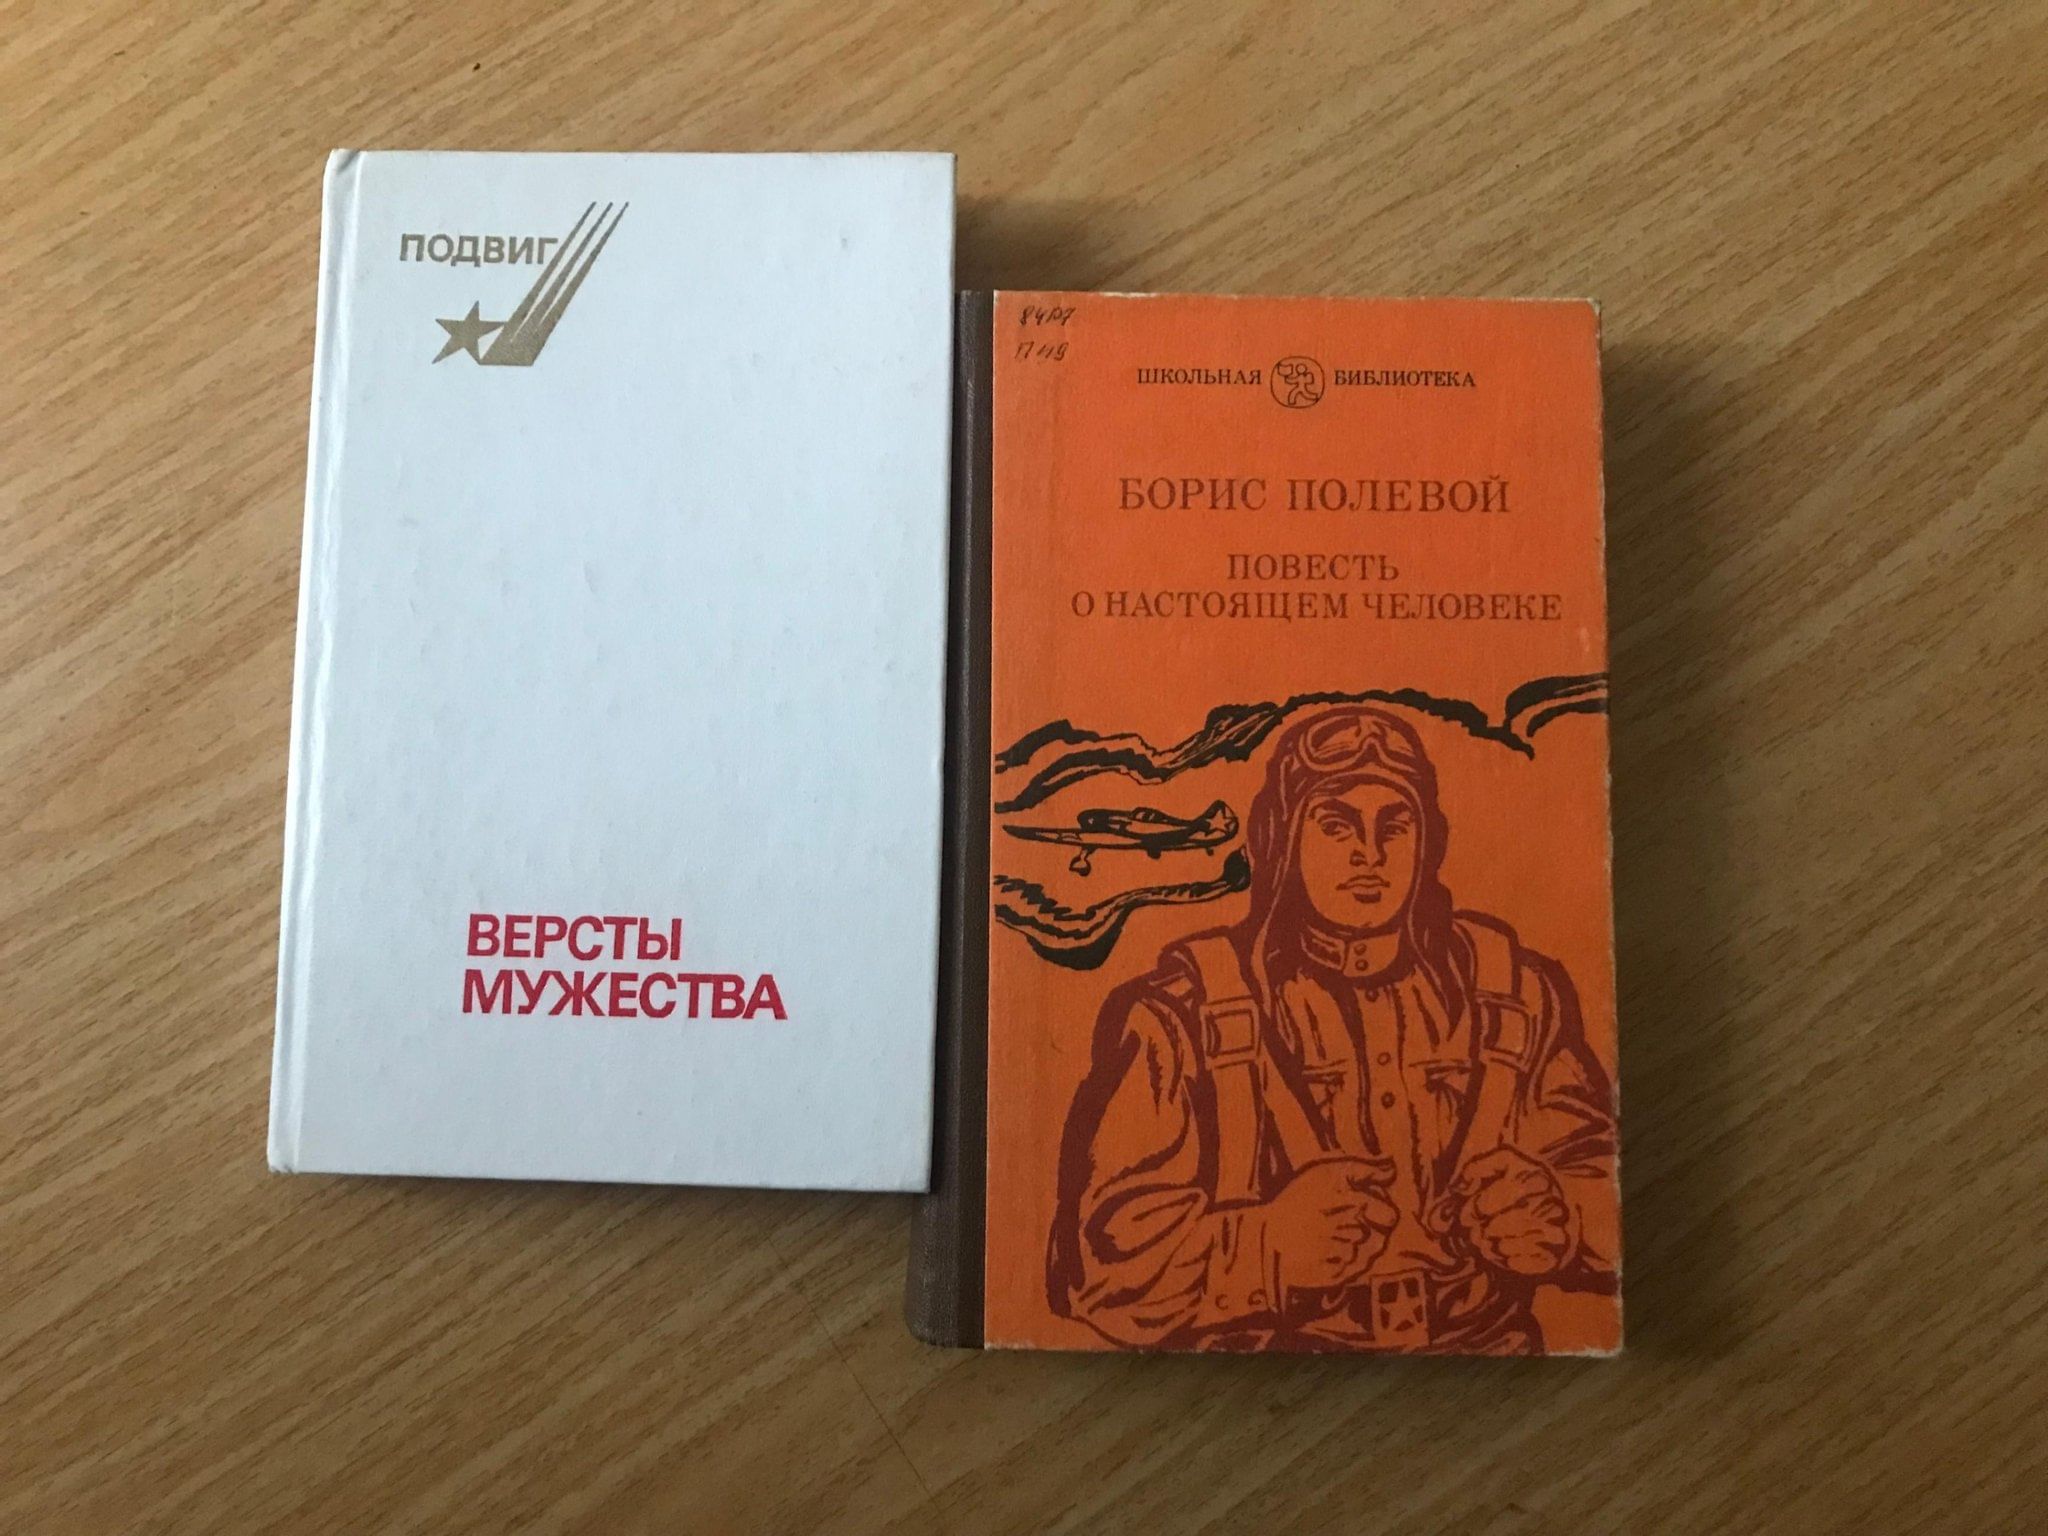 ПОДВИГ
ВЕРСТЫ
МУЖЕСТВА
84Р7
П49
ШКОЛЬНАЯ БИБЛИОТЕКА
БОРИС ПОЛЕВОЙ
ПОВЕСТЬ
О НАСТОЯЩЕМ ЧЕЛОВЕКЕ